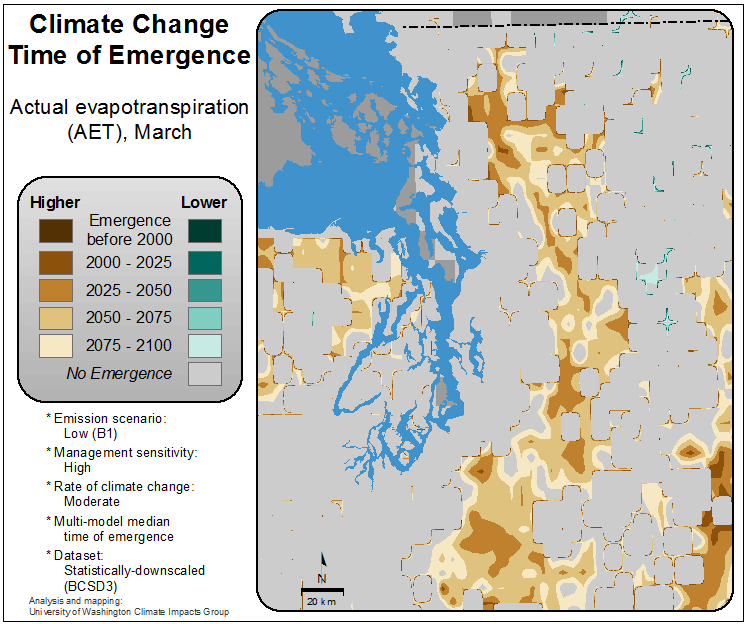 Climate Change
Time of Emergence
Actual evapotranspiration
(AET), March
Higher
Lower
Emergence
before 2000
2000 - 2025
2025 - 2050
2050 - 2075
2075 - 2100
No Emergence
* Emission scenario:
Low (B1)
* Management sensitivity:
High
* Rate of climate change:
Moderate
* Multi-model median
time of emergence
* Dataset:
Statistically-downscaled
(BCSD3)
Analysis and mapping:
University of Washington Climate Impacts Group
N
20 km